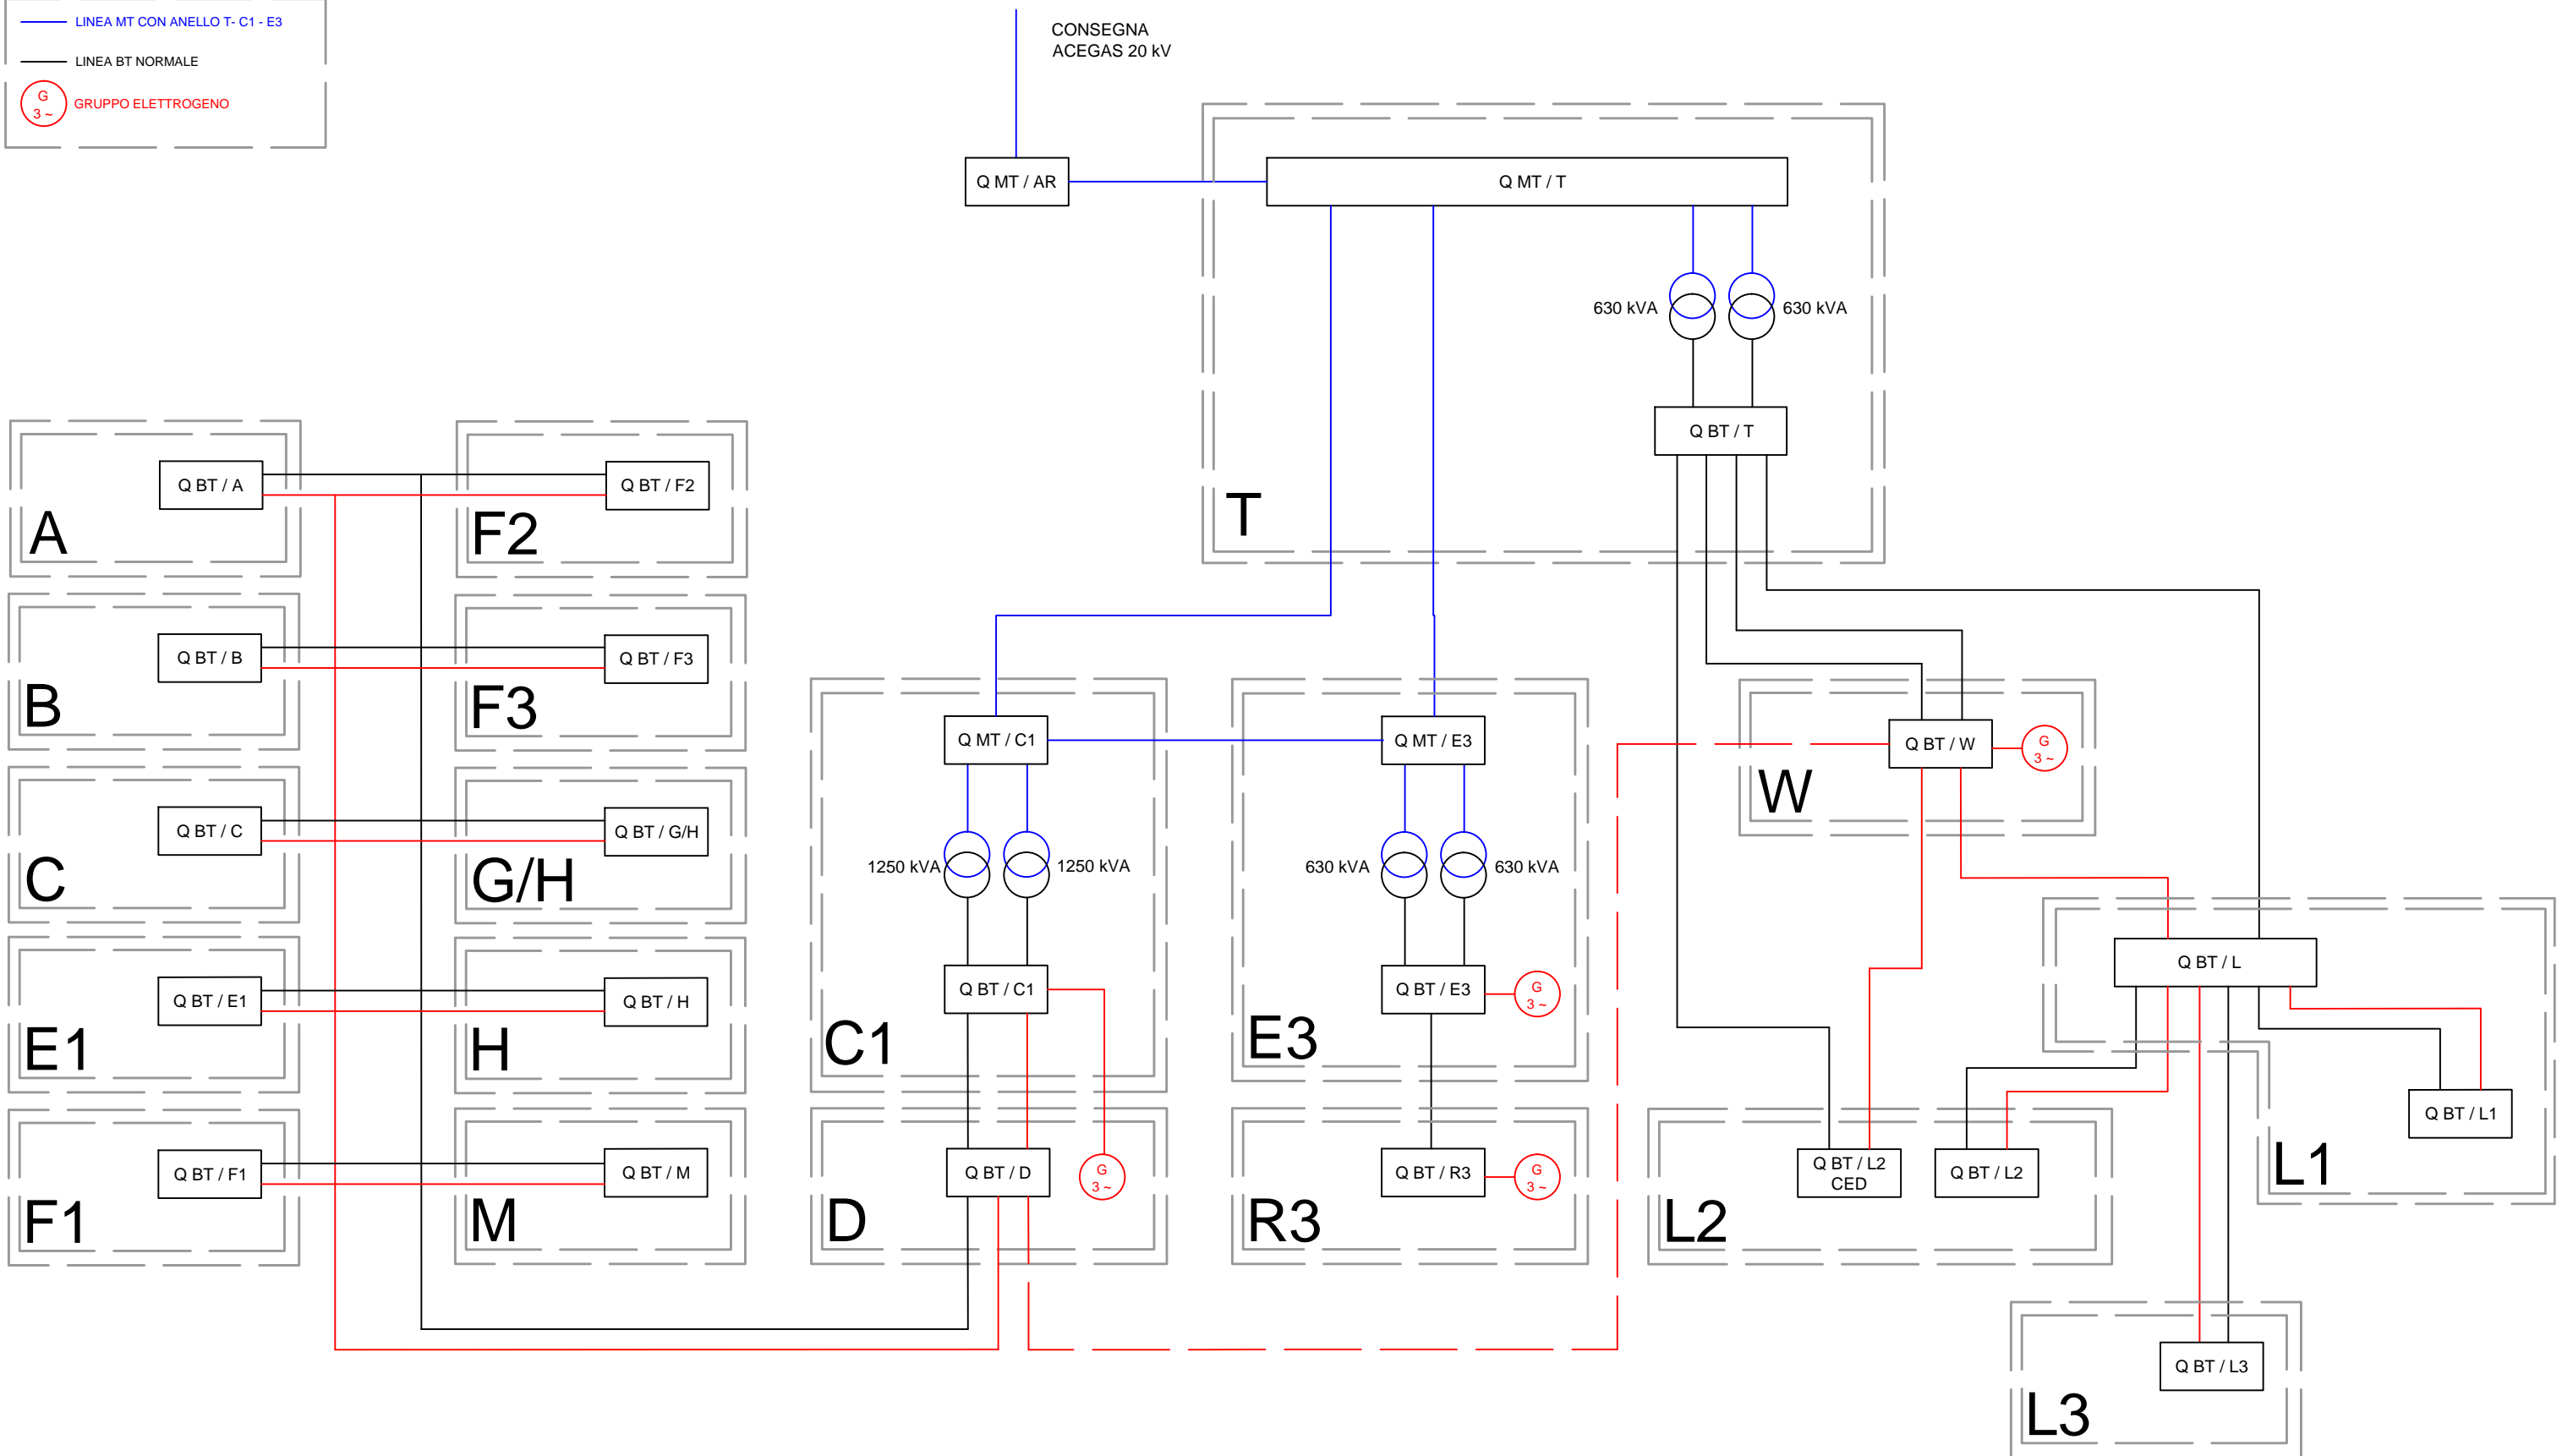 LINEA MT CON ANELLO T- C1 - E3
LINEA BT NORMALE
G
3 ~
GRUPPO ELETTROGENO
CONSEGNA
ACEGAS 20 kV
Q MT / AR
Q MT / T
630 kVA
630 kVA
Q BT / T
T
Q BT / A
A
Q BT / F2
F2
Q BT / B
B
Q BT / F3
F3
Q BT / C
C
Q BT / G/H
G/H
Q BT / E1
E1
Q BT / H
H
Q BT / F1
F1
Q BT / M
M
Q MT / C1
1250 kVA
1250 kVA
Q BT / C1
C1
Q BT / D
G
3 ~
D
Q MT / E3
630 kVA
630 kVA
Q BT / E3
G
3 ~
E3
Q BT / R3
G
3 ~
R3
Q BT / W
G
3 ~
W
Q BT / L
Q BT / L1
L1
Q BT / L2
CED
Q BT / L2
L2
Q BT / L3
L3